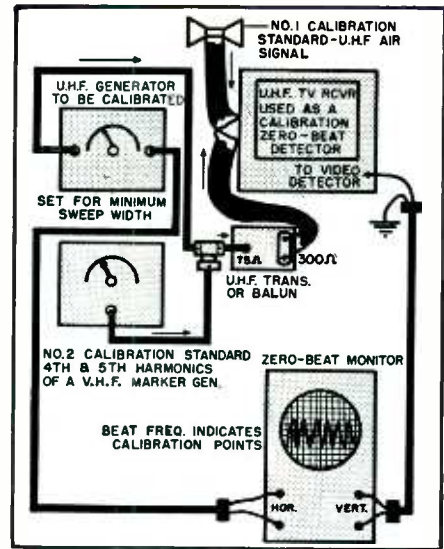 NO.1 CALIBRATION
STANDARD-U.H.F AIR
SIGNAL
U.H.F. GENERATOR
TO BE CALIBRATED
U.H.F. TV RCVR
USED AS A
CALIBRATION
ZERO-BEAT
DETECTOR
TO VIDEO
DETECTOR
SET FOR MINIMUM
SWEEP WIDTH
75Ω
300Ω
U.H.F. TRANS.
OR BALUN
NO.2 CALIBRATION STANDARD
4TH & 5TH HARMONICS
OF A V.H.F. MARKER GEN.
ZERO-BEAT MONITOR
BEAT FREQ. INDICATES
CALIBRATION POINTS
HOR.
VERT.